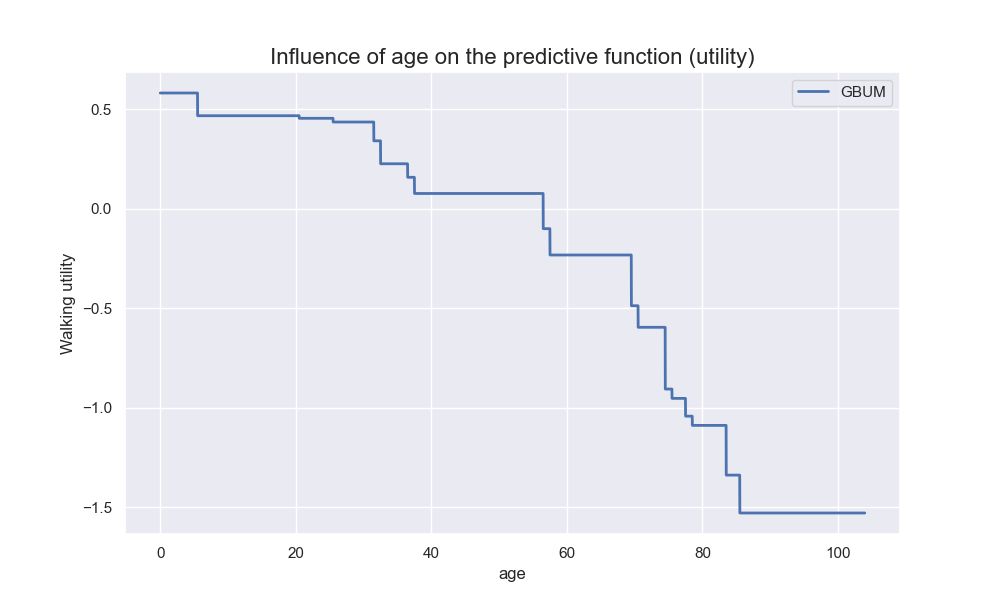 Influence of age on the predictive function (utility)
GBUM
0.5
0.0
−0.5
−1.0
−1.5
Walking utility
0 20 40 60 80 100
age